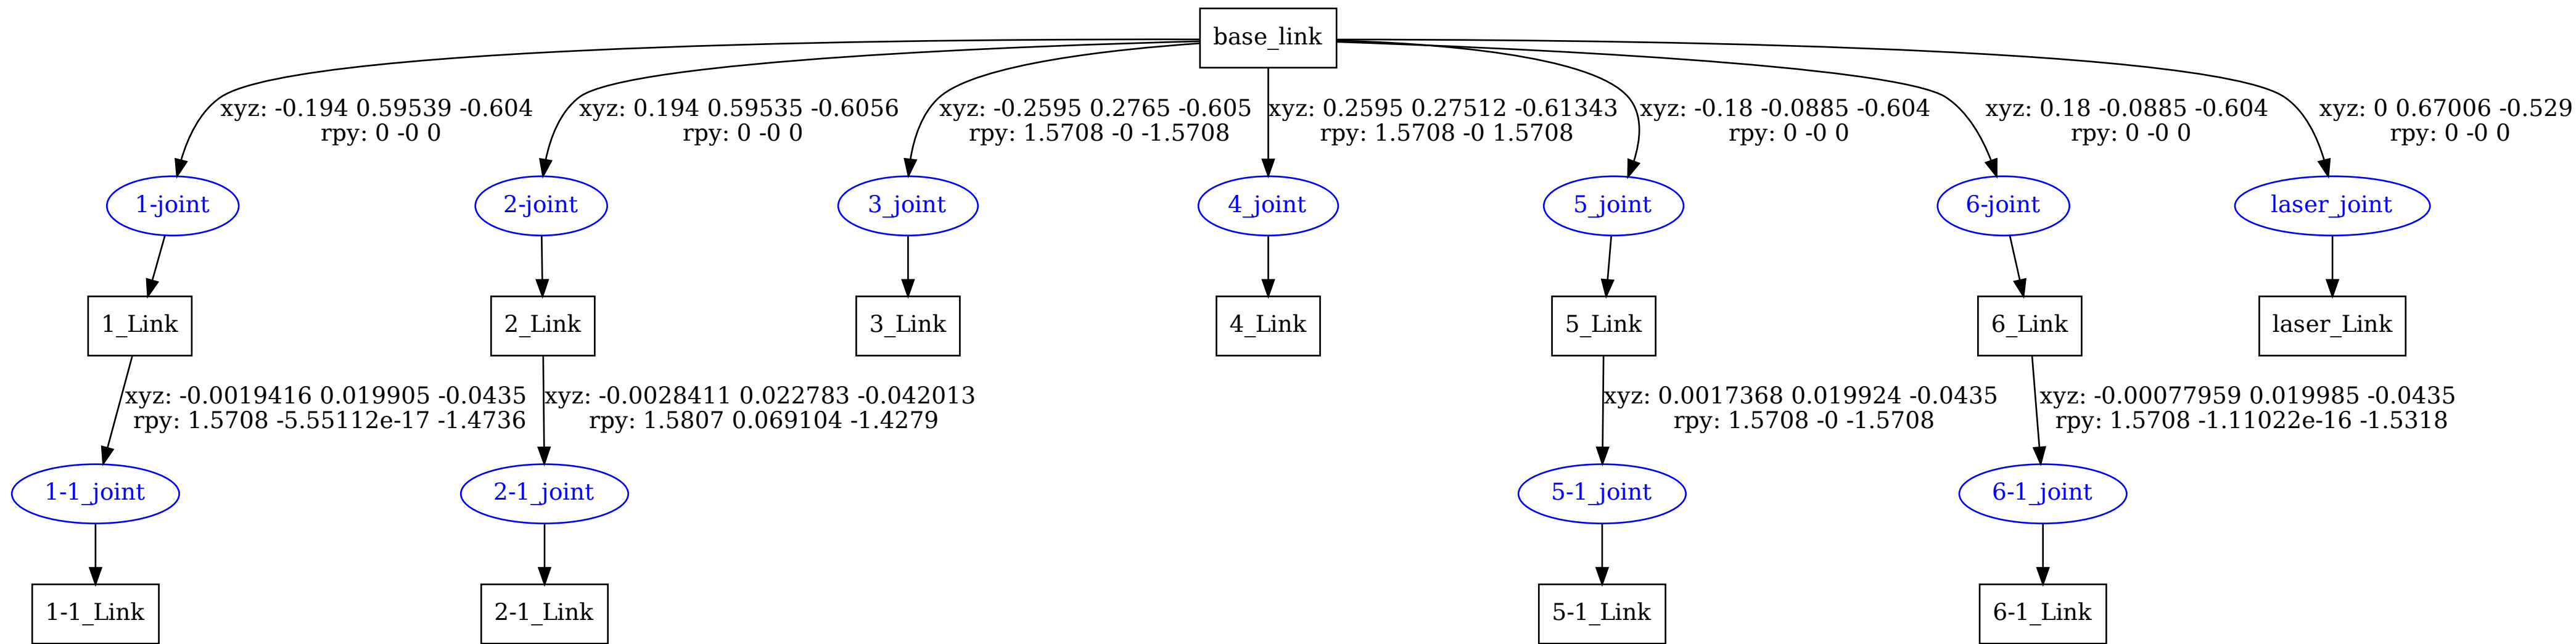 base_link
xyz: -0.194 0.59539 -0.604
rpy: 0 -0 0
xyz: 0.194 0.59535 -0.6056
rpy: 0 -0 0
xyz: -0.2595 0.2765 -0.605
rpy: 1.5708 -0 -1.5708
xyz: 0.2595 0.27512 -0.61343
rpy: 1.5708 -0 1.5708
xyz: -0.18 -0.0885 -0.604
rpy: 0 -0 0
xyz: 0.18 -0.0885 -0.604
rpy: 0 -0 0
xyz: 0 0.67006 -0.529
rpy: 0 -0 0
1-joint
2-joint
3_joint
4_joint
5_joint
6-joint
laser_joint
1_Link
2_Link
3_Link
4_Link
5_Link
6_Link
laser_Link
xyz: -0.0019416 0.019905 -0.0435
rpy: 1.5708 -5.55112e-17 -1.4736
xyz: -0.0028411 0.022783 -0.042013
rpy: 1.5807 0.069104 -1.4279
xyz: 0.0017368 0.019924 -0.0435
rpy: 1.5708 -0 -1.5708
xyz: -0.00077959 0.019985 -0.0435
rpy: 1.5708 -1.11022e-16 -1.5318
1-1_joint
2-1_joint
5-1_joint
6-1_joint
1-1_Link
2-1_Link
5-1_Link
6-1_Link